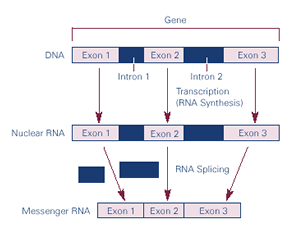 Gene
DNA Exon 1 Exon 2 Exon 3
Intron 1 Intron 2
Transcription
(RNA Synthesis)
Nuclear RNA Exon 1 Exon 2 Exon 3
RNA Splicing
Messenger RNA Exon 1 Exon 2 Exon 3